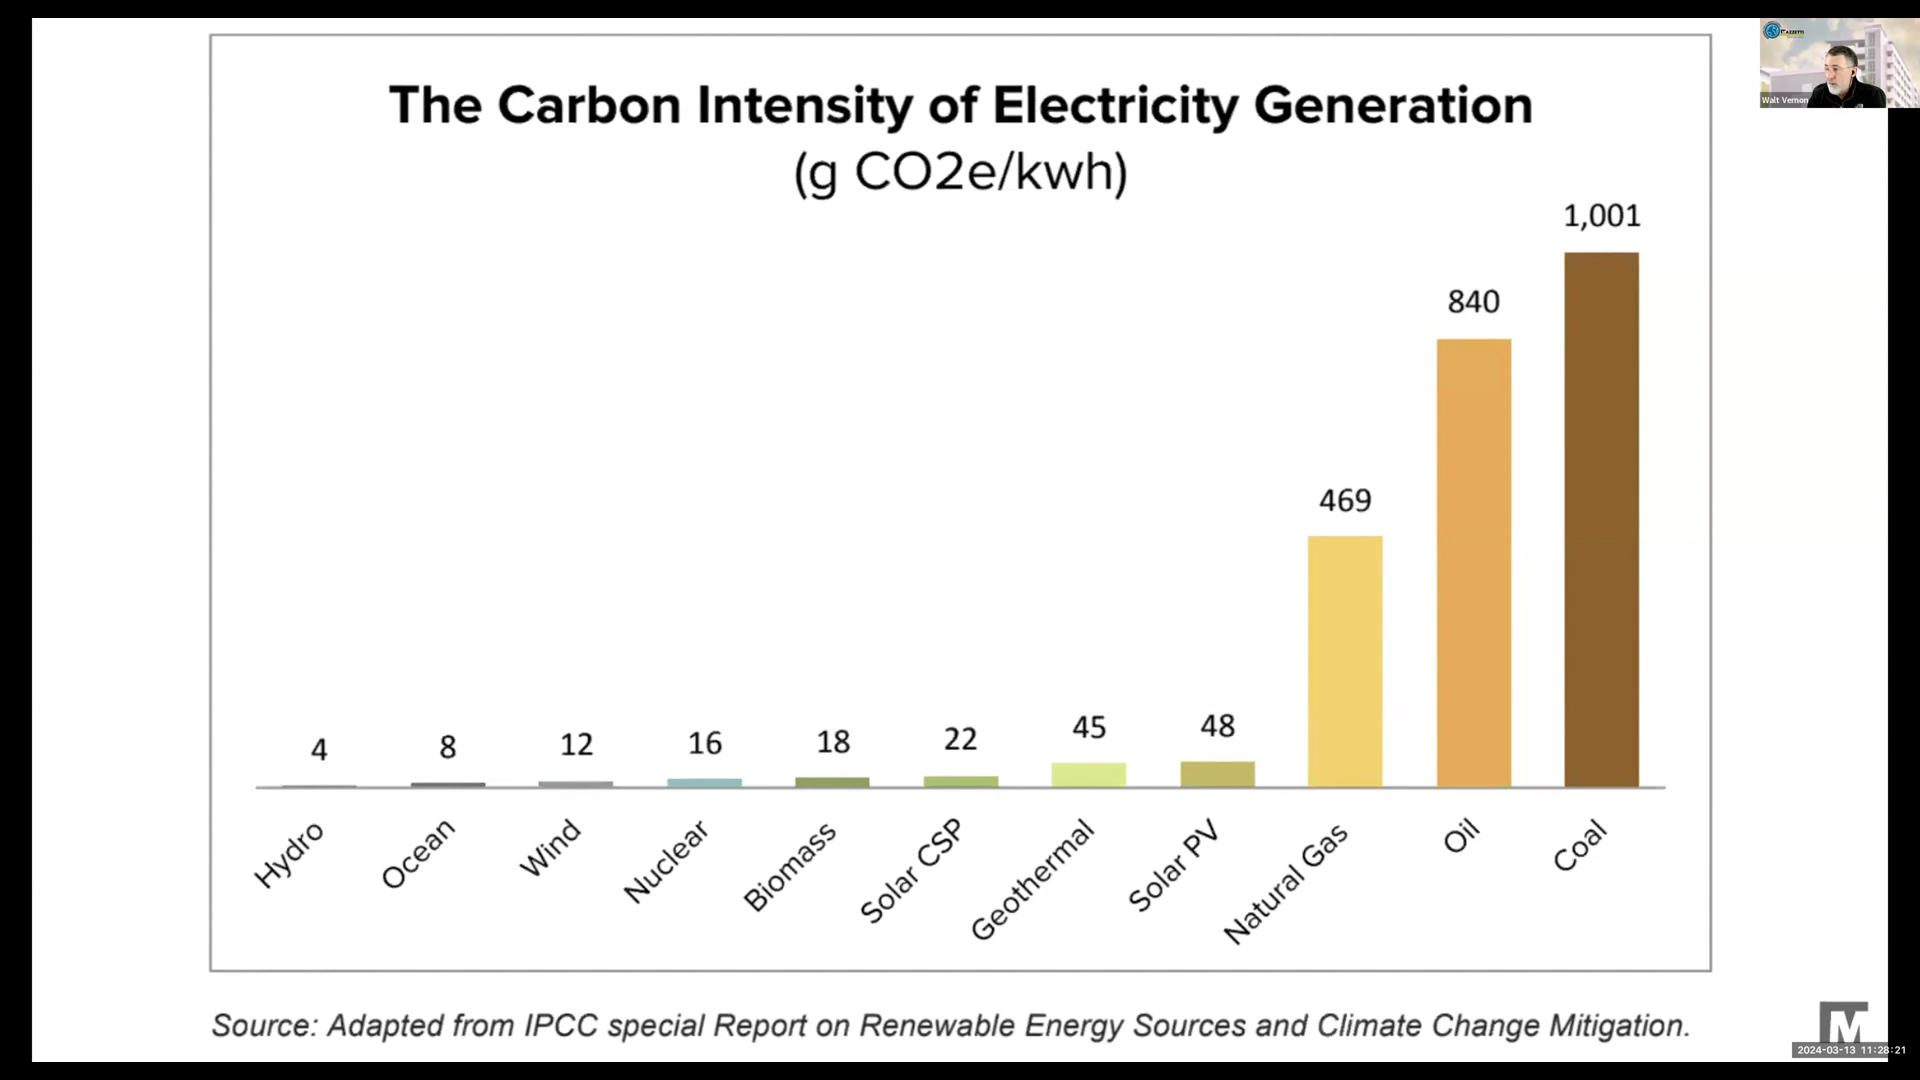 The Carbon Intensity of Electricity Generation
(g CO2e/kwh)
1,001
840
469
4
8
12
16
18
22
45
48
Hydro
Ocean
Wind
Nuclear
Biomass
Solar CSP
Geothermal
Solar PV
Natural Gas
Oil
Coal
Source: Adapted from IPCC special Report on Renewable Energy Sources and Climate Change Mitigation.
Walt Vernon
M
2024-03-13 11:28:21